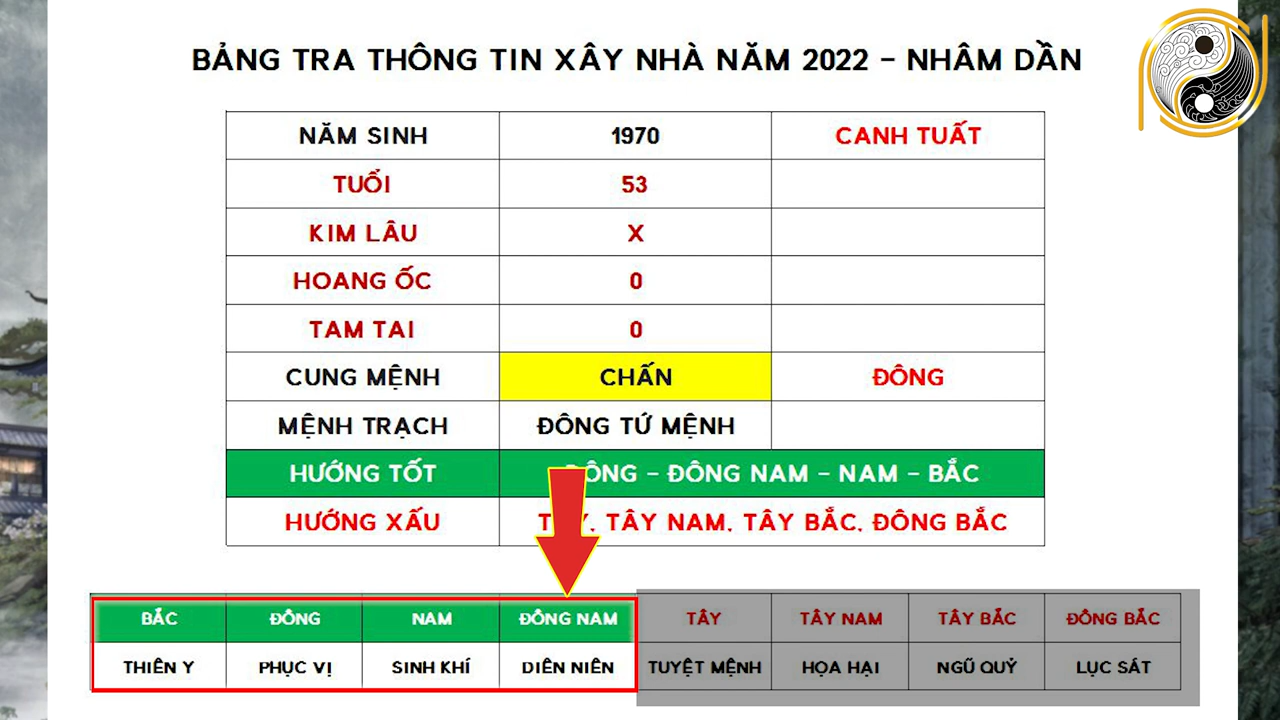 BẢNG TRA THÔNG TIN XÂY NHÀ NĂM 2022 - NHÂM DẦN
NĂM SINH 1970 CANH TUẤT
TUỔI 53
KIM LÂU X
HOANG ỐC 0
TAM TAI 0
CUNG MỆNH CHẤN ĐÔNG
MỆNH TRẠCH ĐÔNG TỨ MỆNH
HƯỚNG TỐT ĐÔNG - ĐÔNG NAM - NAM - BẮC
HƯỚNG XẤU TÂY, TÂY NAM, TÂY BẮC, ĐÔNG BẮC
BẮC ĐÔNG NAM ĐÔNG NAM TÂY TÂY NAM TÂY BẮC ĐÔNG BẮC
THIÊN Y PHỤC VỊ SINH KHÍ DIÊN NIÊN TUYỆT MỆNH HỌA HẠI NGŨ QUỶ LỤC SÁT